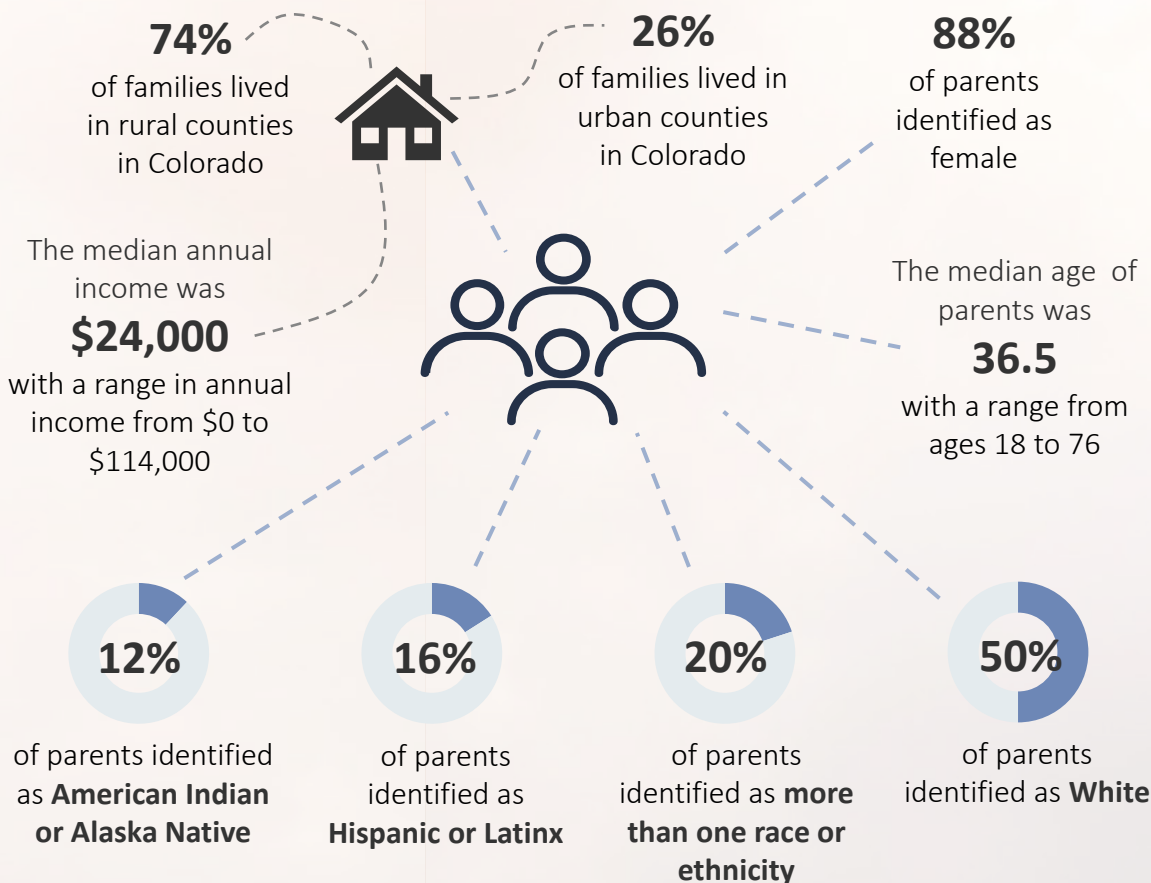 74%
of families lived
in rural counties
in Colorado
26%
of families lived in
urban counties
in Colorado
88%
of parents
identified as
female
The median annual
income was
$24,000
with a range in annual
income from $0 to
$114,000
The median age of
parents was
36.5
with a range from
ages 18 to 76
12%
of parents identified
as American Indian
or Alaska Native
16%
of parents
identified as
Hispanic or Latinx
20%
of parents
identified as more
than one race or
ethnicity
50%
of parents
identified as White